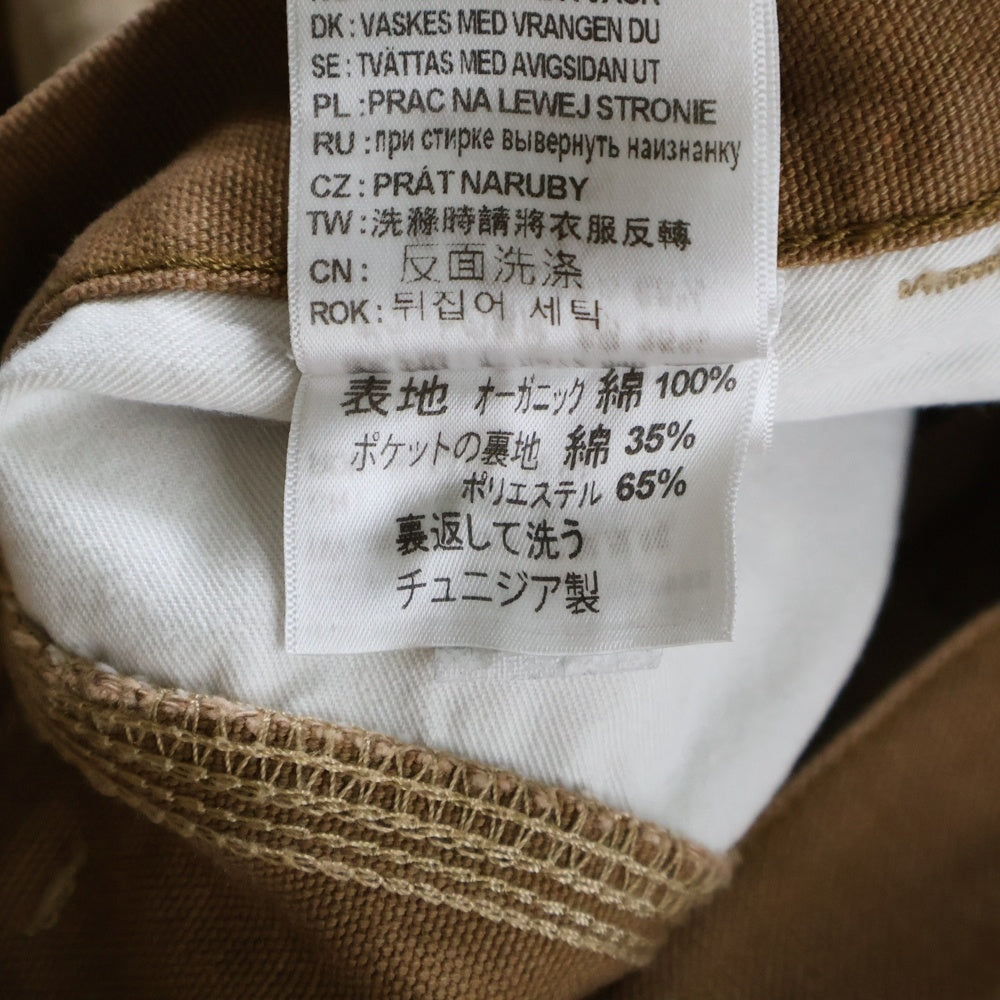 DK : VASKES MED VRANGEN DU
SE : TVÄTTAS MED AVIGSIDAN UT
PL : PRAC NA LEWEJ STRONIE
RU : при стирке вывернуть наизнанку
CZ : PRÁT NARUBY
TW : 洗滌時請將衣服反轉
CN : 反面洗涤
ROK : 뒤집어 세탁
表地 オーガニック 綿 100%
ポケットの裏地 綿 35%
ポリエステル 65%
裏返して洗う
チュニジア製